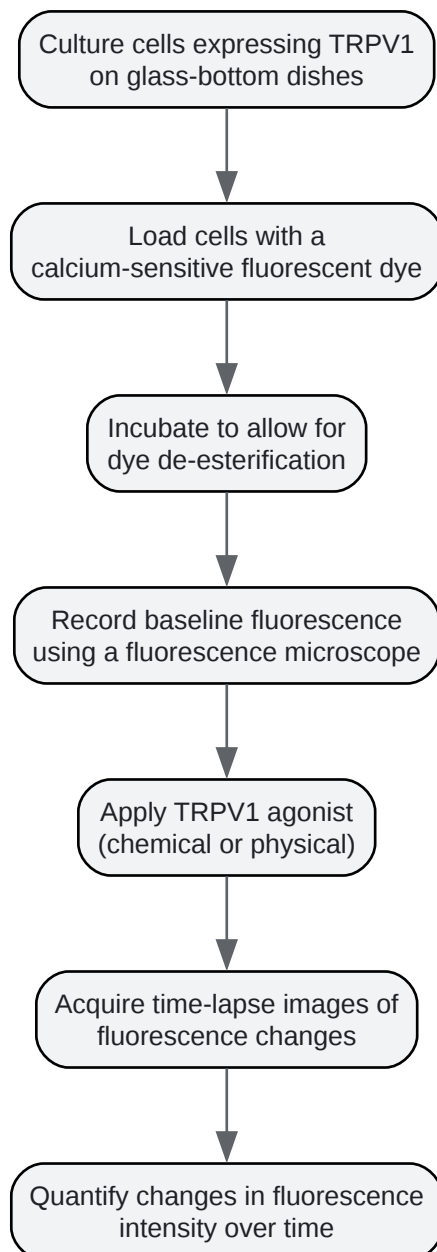 Culture cells expressing TRPV1
on glass-bottom dishes
Load cells with a
calcium-sensitive fluorescent dye
Incubate to allow for
dye de-esterification
Record baseline fluorescence
using a fluorescence microscope
Apply TRPV1 agonist
(chemical or physical)
Acquire time-lapse images of
fluorescence changes
Quantify changes in fluorescence
intensity over time